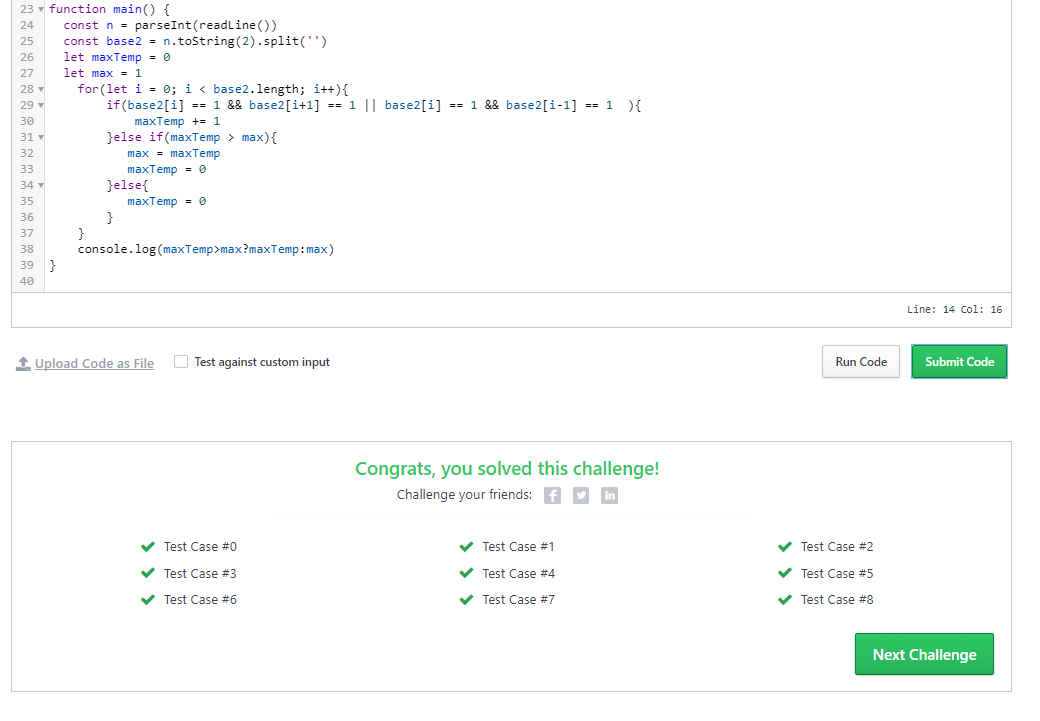 23 function main() {
24 const n = parseInt(readLine())
25 const base2 = n.toString(2).split('')
26 let maxTemp = 0
27 let max = 1
28 for(let i = 0; i < base2.length; i++){
29 if(base2[i] == 1 && base2[i+1] == 1 || base2[i] == 1 && base2[i-1] == 1 ){
30 maxTemp += 1
31 }else if(maxTemp > max){
32 max = maxTemp
33 maxTemp = 0
34 }else{
35 maxTemp = 0
36 }
37 }
38 console.log(maxTemp>max?maxTemp:max)
39 }
40
Line: 14 Col: 16
Upload Code as File Test against custom input Run Code Submit Code
Congrats, you solved this challenge!
Challenge your friends: f in
Test Case #0 Test Case #1 Test Case #2
Test Case #3 Test Case #4 Test Case #5
Test Case #6 Test Case #7 Test Case #8
Next Challenge